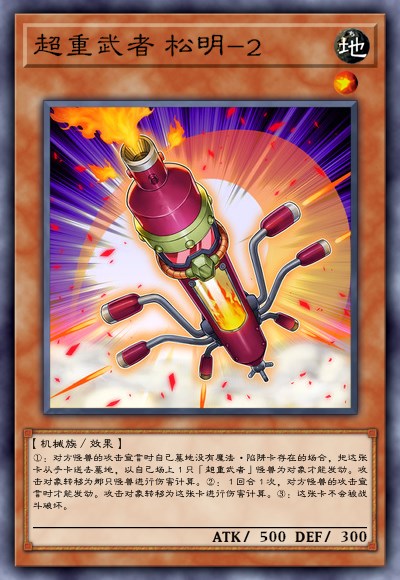 超重武者 松明-2
地
【机械族/效果】
①：对方怪兽的攻击宣言时自己墓地没有魔法·陷阱卡存在的场合，把这张
卡从手卡送去墓地，以自己场上1只「超重武者」怪兽为对象才能发动。攻
击对象转移为那只怪兽进行伤害计算。②：1回合1次，对方怪兽的攻击宣
言时才能发动。攻击对象转移为这张卡进行伤害计算。③：这张卡不会被战
斗破坏。
ATK/ 500 DEF/ 300